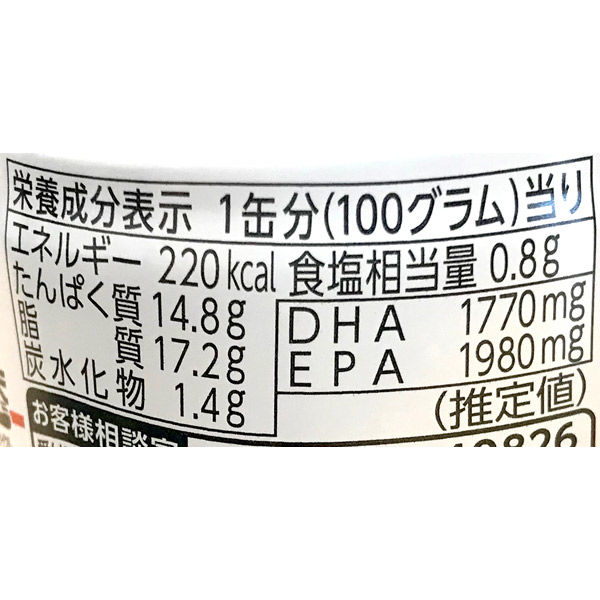 栄養成分表示 1缶分(100グラム)当り
エネルギー 220kcal
たんぱく質 14.8g
脂質 17.2g
炭水化物 1.4g
食塩相当量 0.8g
DHA 1770mg
EPA 1980mg
(推定値)
お客様相談室